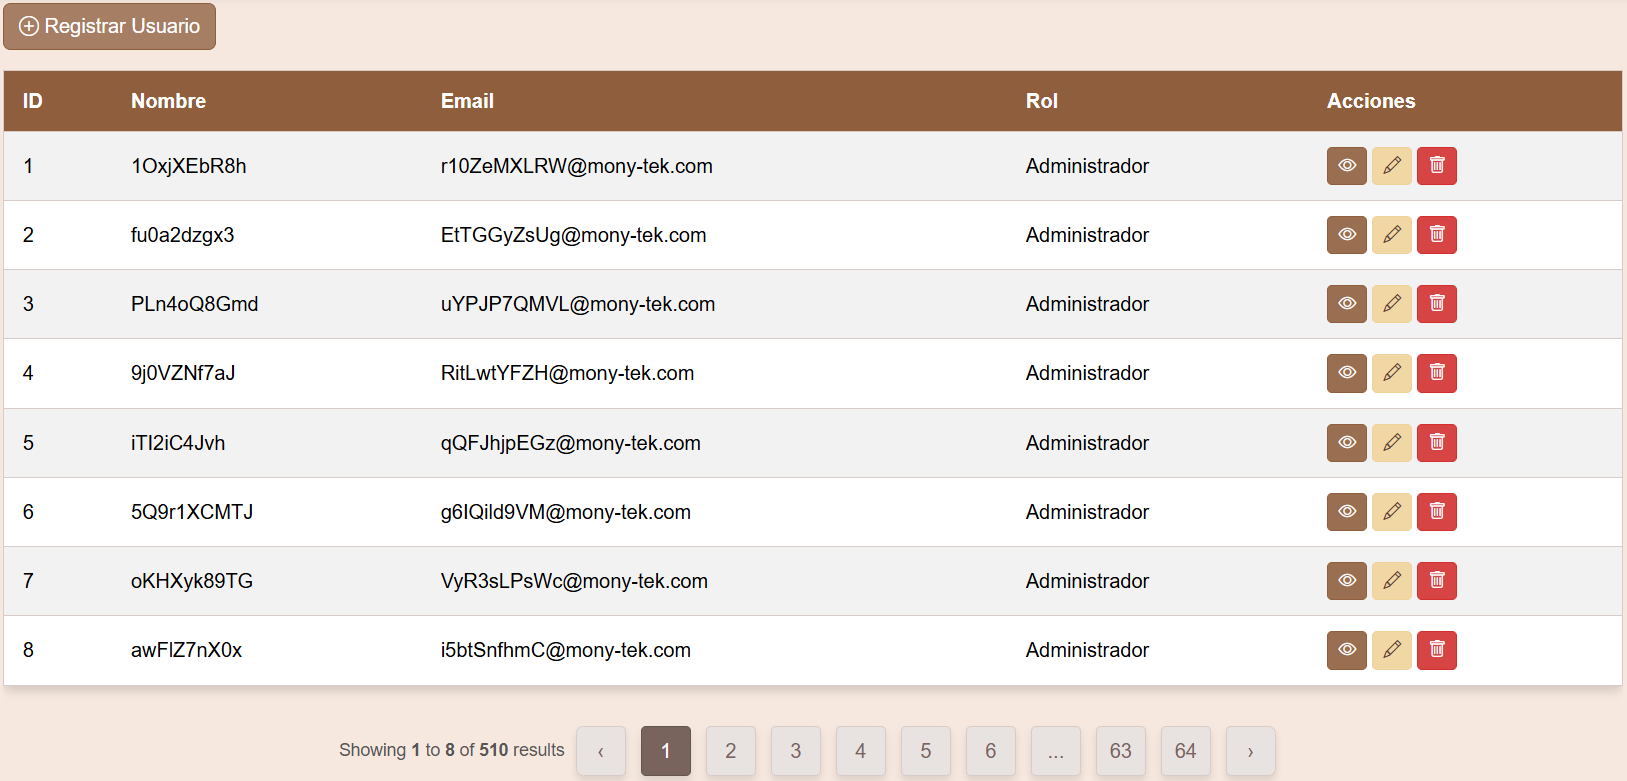 Registrar Usuario
ID Nombre Email Rol Acciones
1 1OxjXEbR8h r10ZeMXLRW@mony-tek.com Administrador
2 fu0a2dzgx3 EtTGGyZsUg@mony-tek.com Administrador
3 PLn4oQ8Gmd uYPJP7QMVL@mony-tek.com Administrador
4 9j0VZNf7aJ RitLwtYFZH@mony-tek.com Administrador
5 iTI2iC4Jvh qQFJhjpEGz@mony-tek.com Administrador
6 5Q9r1XCMTJ g6IQild9VM@mony-tek.com Administrador
7 oKHXyk89TG VyR3sLPsWc@mony-tek.com Administrador
8 awFlZ7nX0x i5btSnfhmC@mony-tek.com Administrador
Showing 1 to 8 of 510 results ‹ 1 2 3 4 5 6 ... 63 64 ›